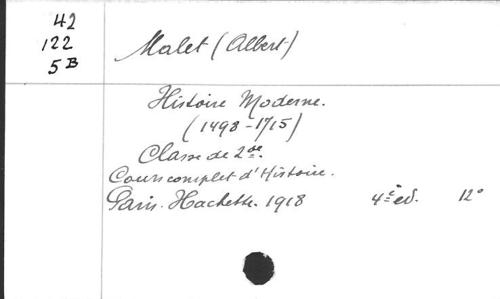 42
122
5B
Malet (Albert)
Histoire Moderne.
(1498-1715)
Classe de 2de.
Cours complet d'Histoire.
Paris. Hachette. 1918 4e ed. 12°